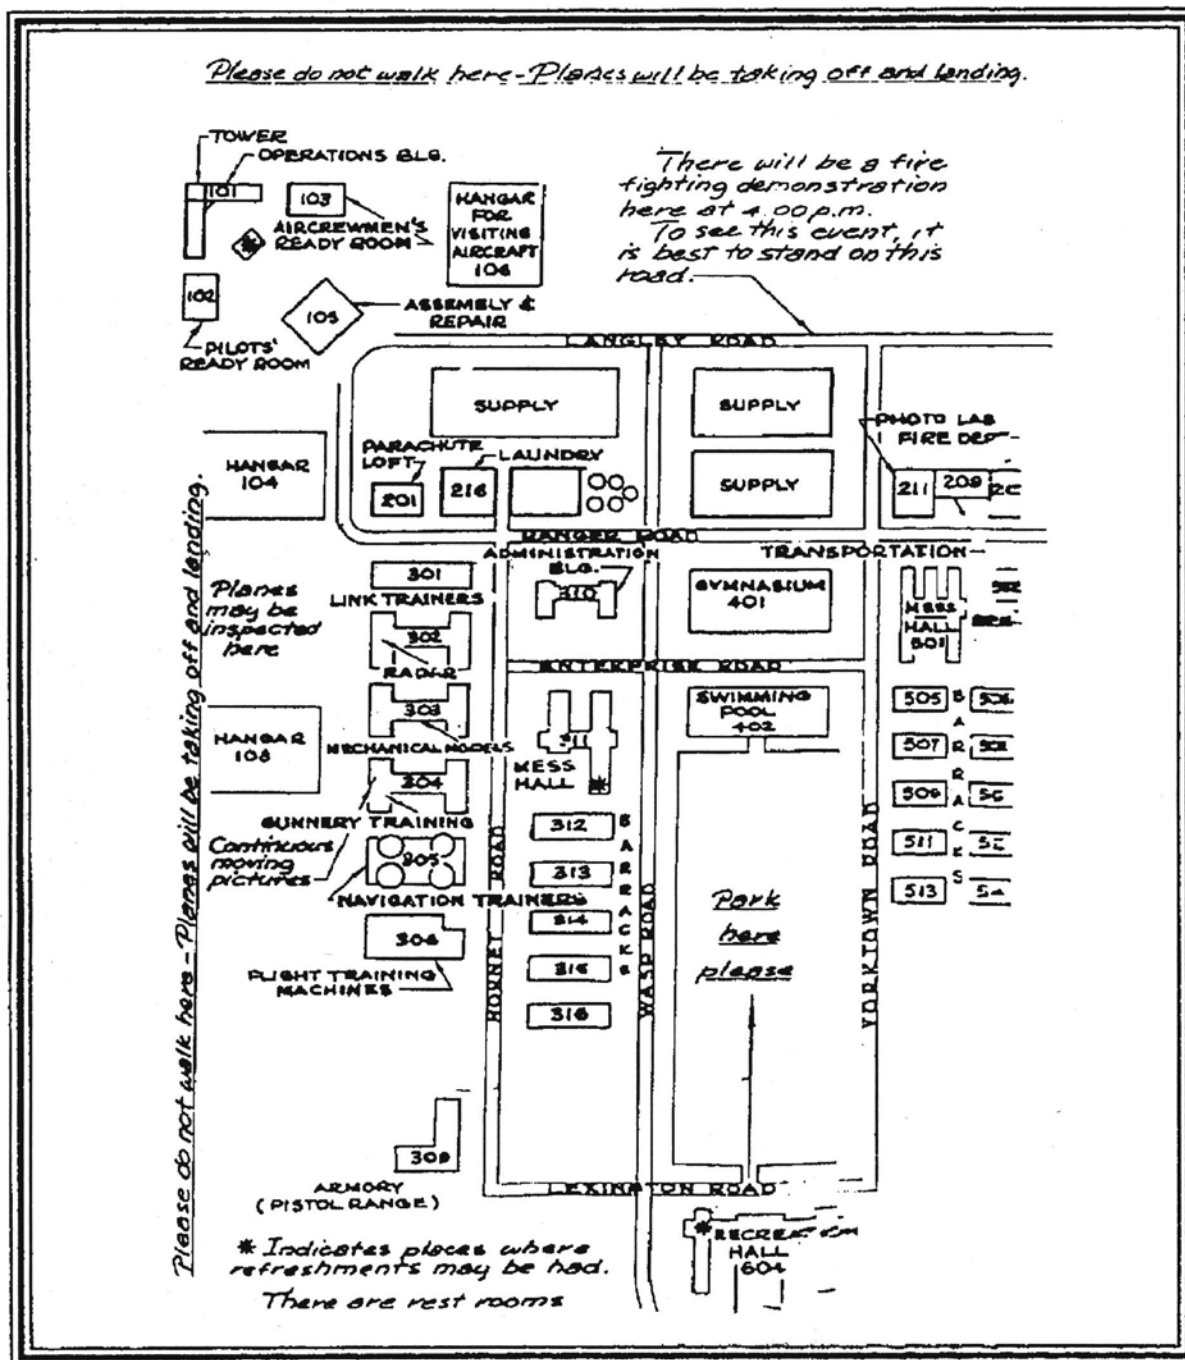 Please do not walk here-Planes will be taking off and landing.
TOWER
OPERATIONS BLG.
101
103
AIRCREWMEN'S
READY ROOM
HANGAR
FOR
VISITING
AIRCRAFT
106
There will be a fire
fighting demonstration
here at 4.00 p.m.
To see this event, it
is best to stand on this
road.
102
PILOTS'
READY ROOM
105
ASSEMBLY &
REPAIR
LANGLEY ROAD
SUPPLY
SUPPLY
PHOTO LAB
FIRE DEPT-
PARACHUTE
LOFT
LAUNDRY
HANGAR
104
201
216
SUPPLY
211
209
RANGER ROAD
ADMINISTRATION
BLG.
TRANSPORTATION
Planes
may be
inspected
here
301
LINK TRAINERS
310
GYMNASIUM
401
MESS
HALL
501
302
RADAR
ENTERPRISE ROAD
303
MECHANICAL MODELS
SWIMMING
POOL
402
505
HANGAR
108
311
MESS
HALL
507
304
GUNNERY TRAINING
509
Continuous
moving
pictures
305
NAVIGATION TRAINERS
312
313
314
315
316
BARRACKS
511
513
BARRACKS
306
FLIGHT TRAINING
MACHINES
HORNET ROAD
WASP ROAD
YORKTOWN ROAD
Park
here
please
309
ARMORY
(PISTOL RANGE)
LEXINGTON ROAD
RECREATION
HALL
604
Please do not walk here-Planes will be taking off and landing.
* Indicates places where
refreshments may be had.
There are rest rooms